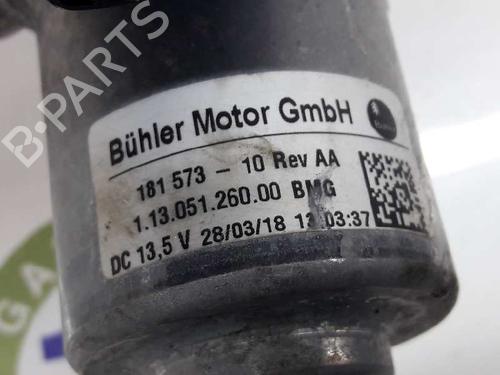 B-PARTS
Bühler Motor GmbH
181 573 - 10 Rev AA
1.13.051.260.00 BMG
DC 13,5 V 28/03/18 13:03:37
GA